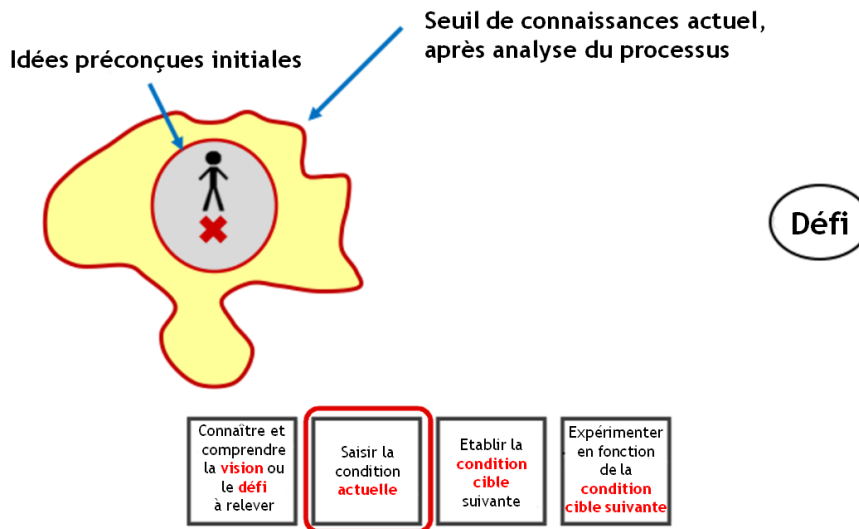 Seuil de connaissances actuel,
après analyse du processus
Idées préconçues initiales
Défi
Connaître et
comprendre
la vision ou
le défi
à relever
Saisir la
condition
actuelle
Etablir la
condition
cible
suivante
Expérimenter
en fonction
de la
condition
cible suivante